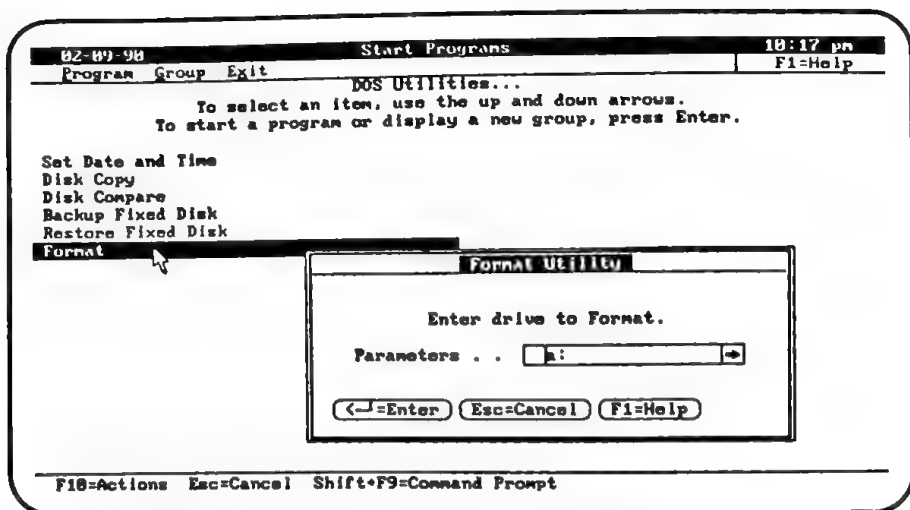 02-09-90 Start Programs 10:17 pm
Program Group Exit F1=Help
DOS Utilities...
To select an item, use the up and down arrows.
To start a program or display a new group, press Enter.
Set Date and Time
Disk Copy
Disk Compare
Backup Fixed Disk
Restore Fixed Disk
Format
Format Utility
Enter drive to Format.
Parameters . . a:
=Enter Esc=Cancel F1=Help
F10=Actions Esc=Cancel Shift+F9=Command Prompt